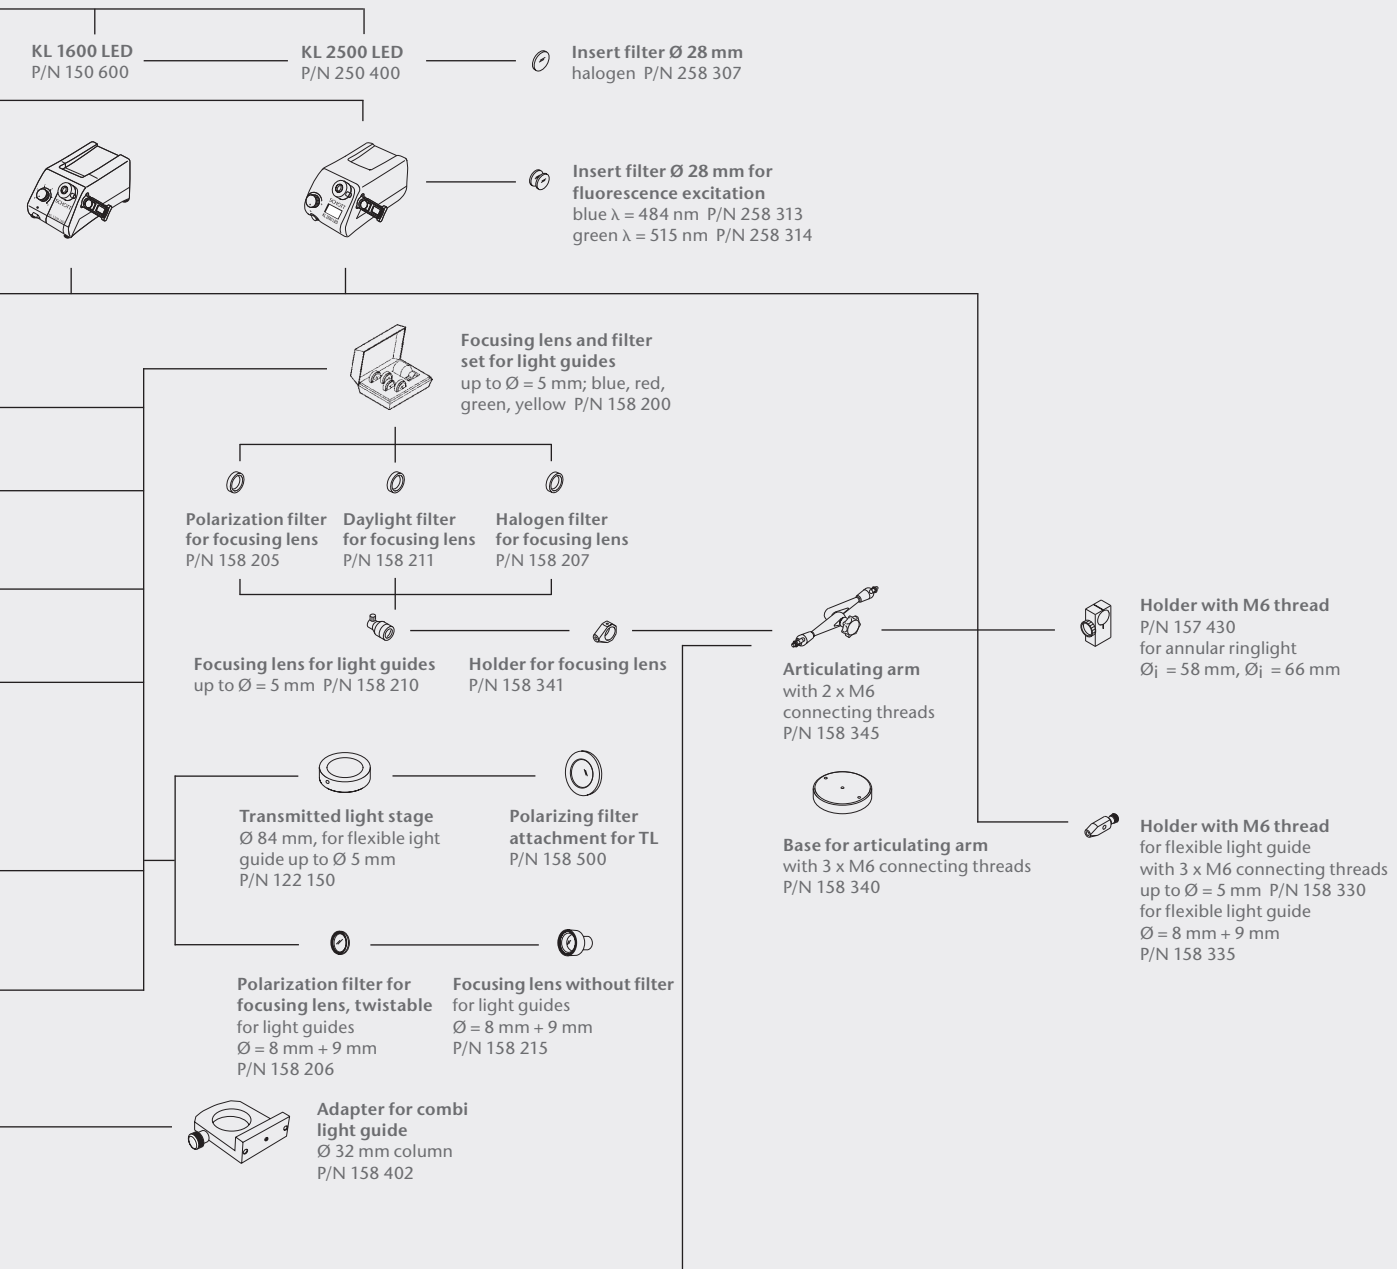 KL 1600 LED
P/N 150 600
KL 2500 LED
P/N 250 400
Insert filter Ø 28 mm
halogen P/N 258 307
Insert filter Ø 28 mm for
fluorescence excitation
blue λ = 484 nm P/N 258 313
green λ = 515 nm P/N 258 314
Focusing lens and filter
set for light guides
up to Ø = 5 mm; blue, red,
green, yellow P/N 158 200
Polarization filter
for focusing lens
P/N 158 205
Daylight filter
for focusing lens
P/N 158 211
Halogen filter
for focusing lens
P/N 158 207
Focusing lens for light guides
up to Ø = 5 mm P/N 158 210
Holder for focusing lens
P/N 158 341
Articulating arm
with 2 x M6
connecting threads
P/N 158 345
Holder with M6 thread
P/N 157 430
for annular ringlight
Øi = 58 mm, Øi = 66 mm
Transmitted light stage
Ø 84 mm, for flexible ight
guide up to Ø 5 mm
P/N 122 150
Polarizing filter
attachment for TL
P/N 158 500
Base for articulating arm
with 3 x M6 connecting threads
P/N 158 340
Holder with M6 thread
for flexible light guide
with 3 x M6 connecting threads
up to Ø = 5 mm P/N 158 330
for flexible light guide
Ø = 8 mm + 9 mm
P/N 158 335
Polarization filter for
focusing lens, twistable
for light guides
Ø = 8 mm + 9 mm
P/N 158 206
Focusing lens without filter
for light guides
Ø = 8 mm + 9 mm
P/N 158 215
Adapter for combi
light guide
Ø 32 mm column
P/N 158 402